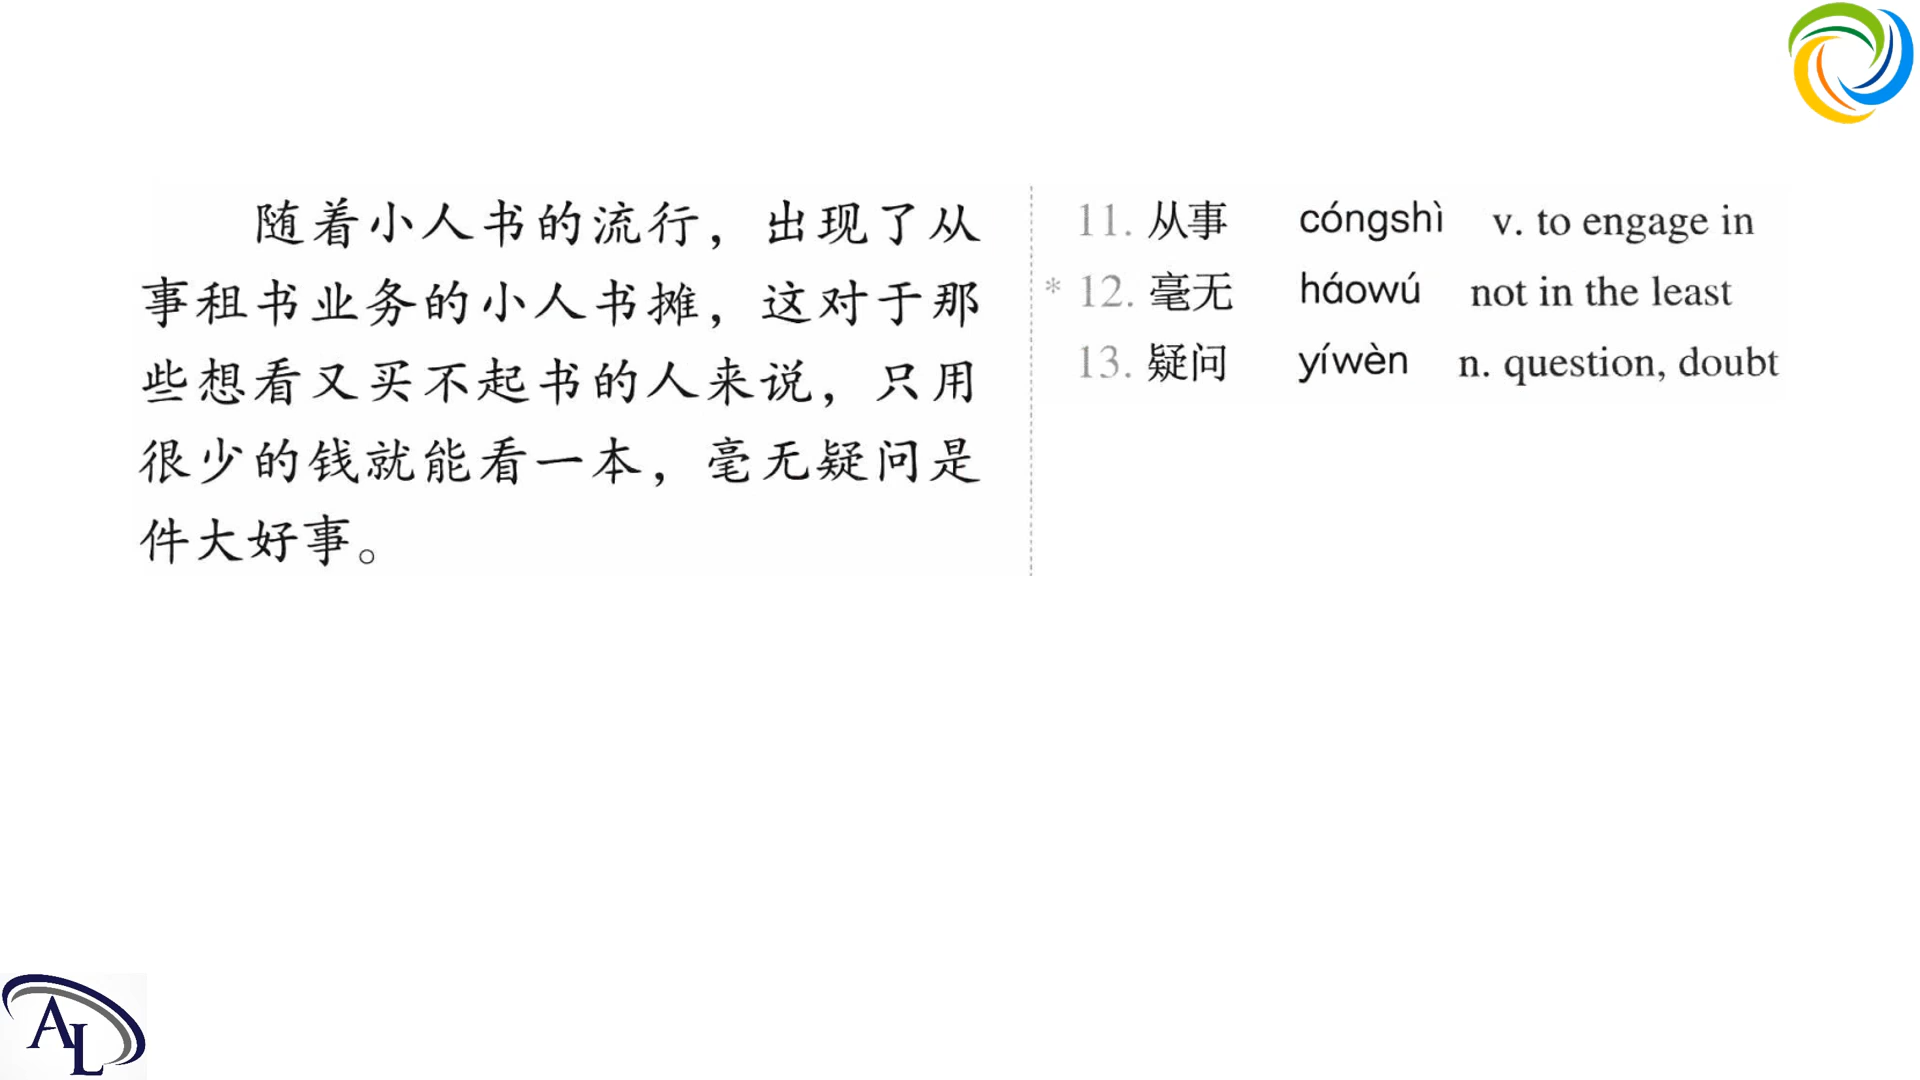 随着小人书的流行，出现了从
事租书业务的小人书摊，这对于那
些想看又买不起书的人来说，只用
很少的钱就能看一本，毫无疑问是
件大好事。
11. 从事 cóngshì v. to engage in
* 12. 毫无 háowú not in the least
13. 疑问 yíwèn n. question, doubt
AL